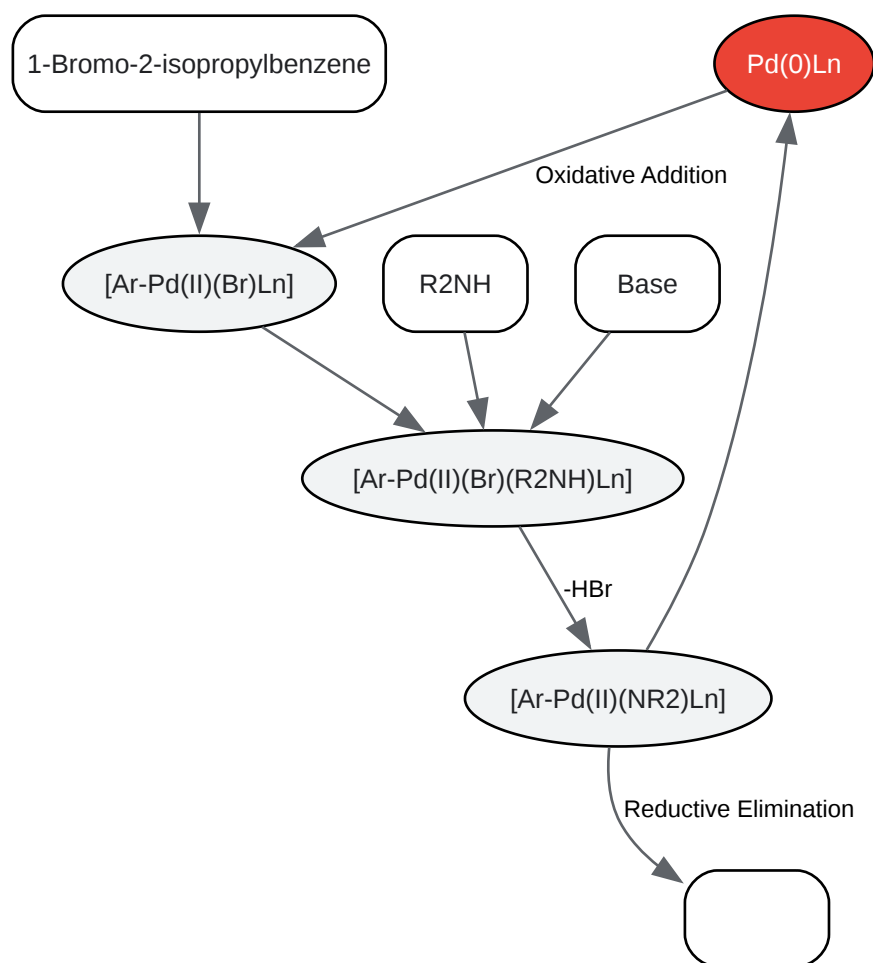 1-Bromo-2-isopropylbenzene
Pd(0)Ln
Oxidative Addition
[Ar-Pd(II)(Br)Ln]
R2NH
Base
[Ar-Pd(II)(Br)(R2NH)Ln]
-HBr
[Ar-Pd(II)(NR2)Ln]
Reductive Elimination